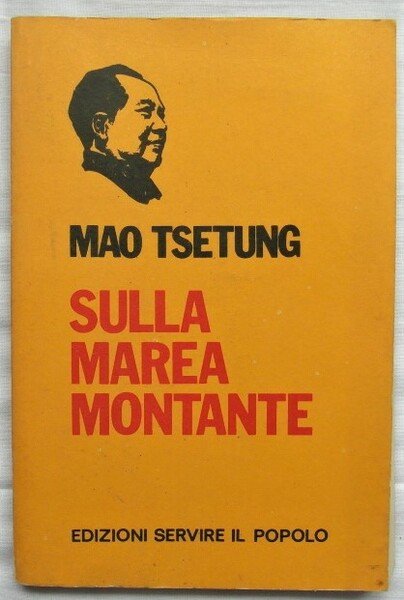 MAO TSETUNG
SULLA
MAREA
MONTANTE
EDIZIONI SERVIRE IL POPOLO